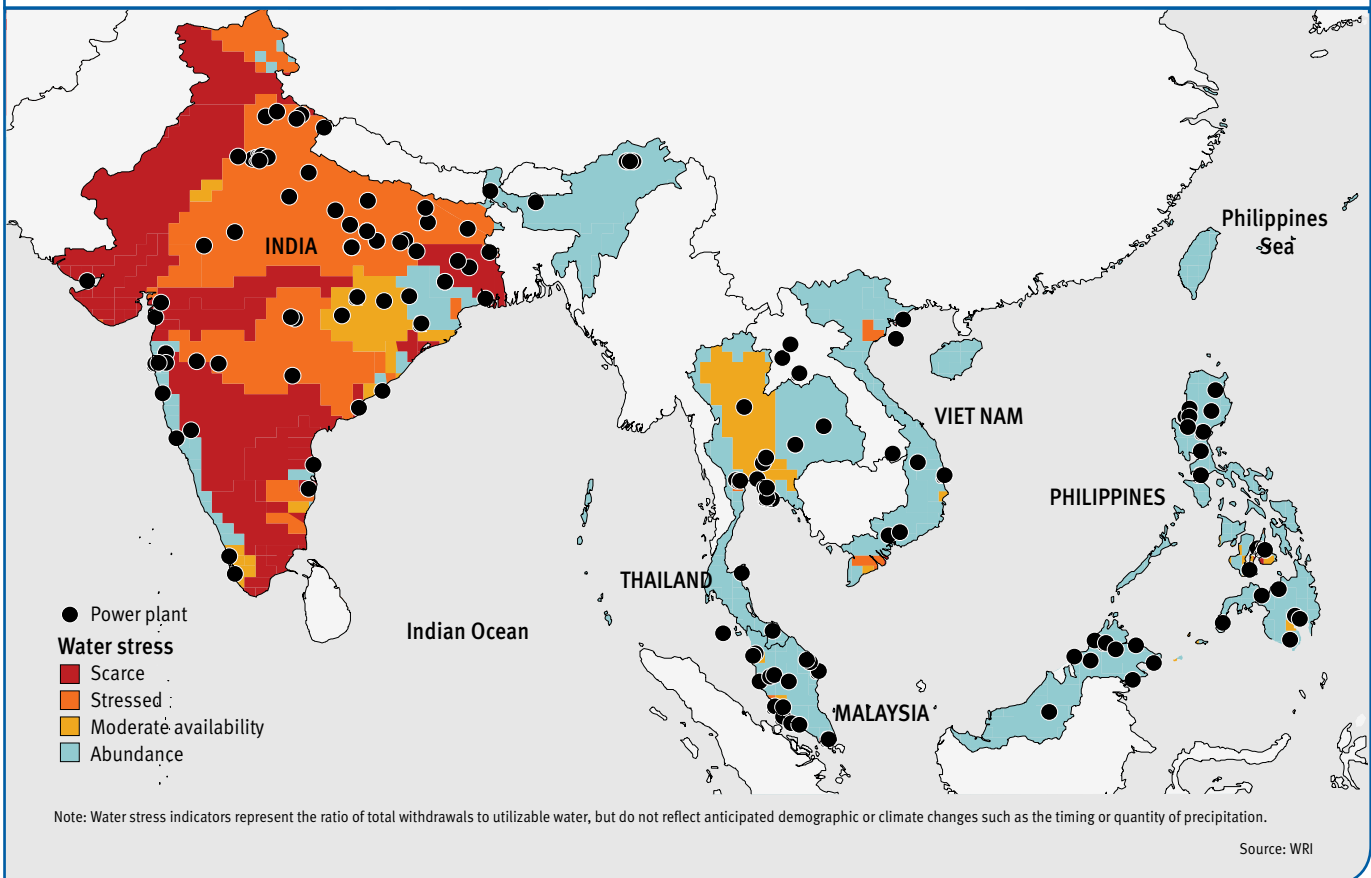 Philippines
Sea
INDIA
VIET NAM
PHILIPPINES
THAILAND
Power plant
Indian Ocean
Water stress
Scarce
Stressed
Moderate availability
MALAYSIA
Abundance
Note: Water stress indicators represent the ratio of total withdrawals to utilizable water, but do not reflect anticipated demographic or climate changes such as the timing or quantity of precipitation.
Source: WRI